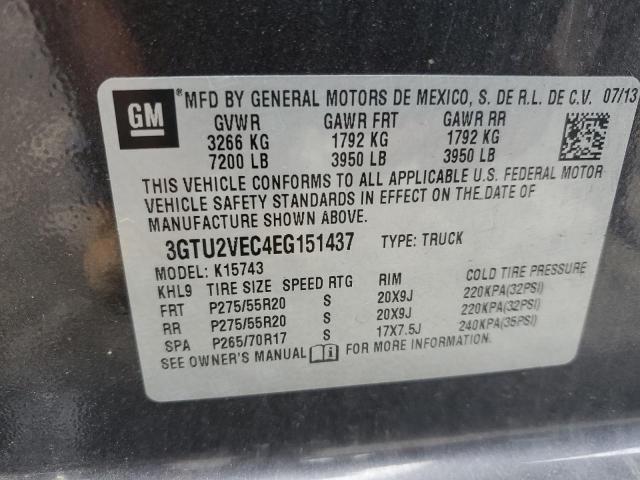 GM ® MFD BY GENERAL MOTORS DE MEXICO, S. DE R.L. DE C.V. 07/13
GVWR GAWR FRT GAWR RR
3266 KG 1792 KG 1792 KG
7200 LB 3950 LB 3950 LB
THIS VEHICLE CONFORMS TO ALL APPLICABLE U.S. FEDERAL MOTOR
VEHICLE SAFETY STANDARDS IN EFFECT ON THE DATE OF
MANUFACTURE SHOWN ABOVE.
3GTU2VEC4EG151437 TYPE: TRUCK
MODEL: K15743
KHL9 TIRE SIZE SPEED RTG RIM COLD TIRE PRESSURE
FRT P275/55R20 S 20X9J 220KPA(32PSI)
RR P275/55R20 S 20X9J 220KPA(32PSI)
SPA P265/70R17 S 17X7.5J 240KPA(35PSI)
SEE OWNER'S MANUAL FOR MORE INFORMATION.